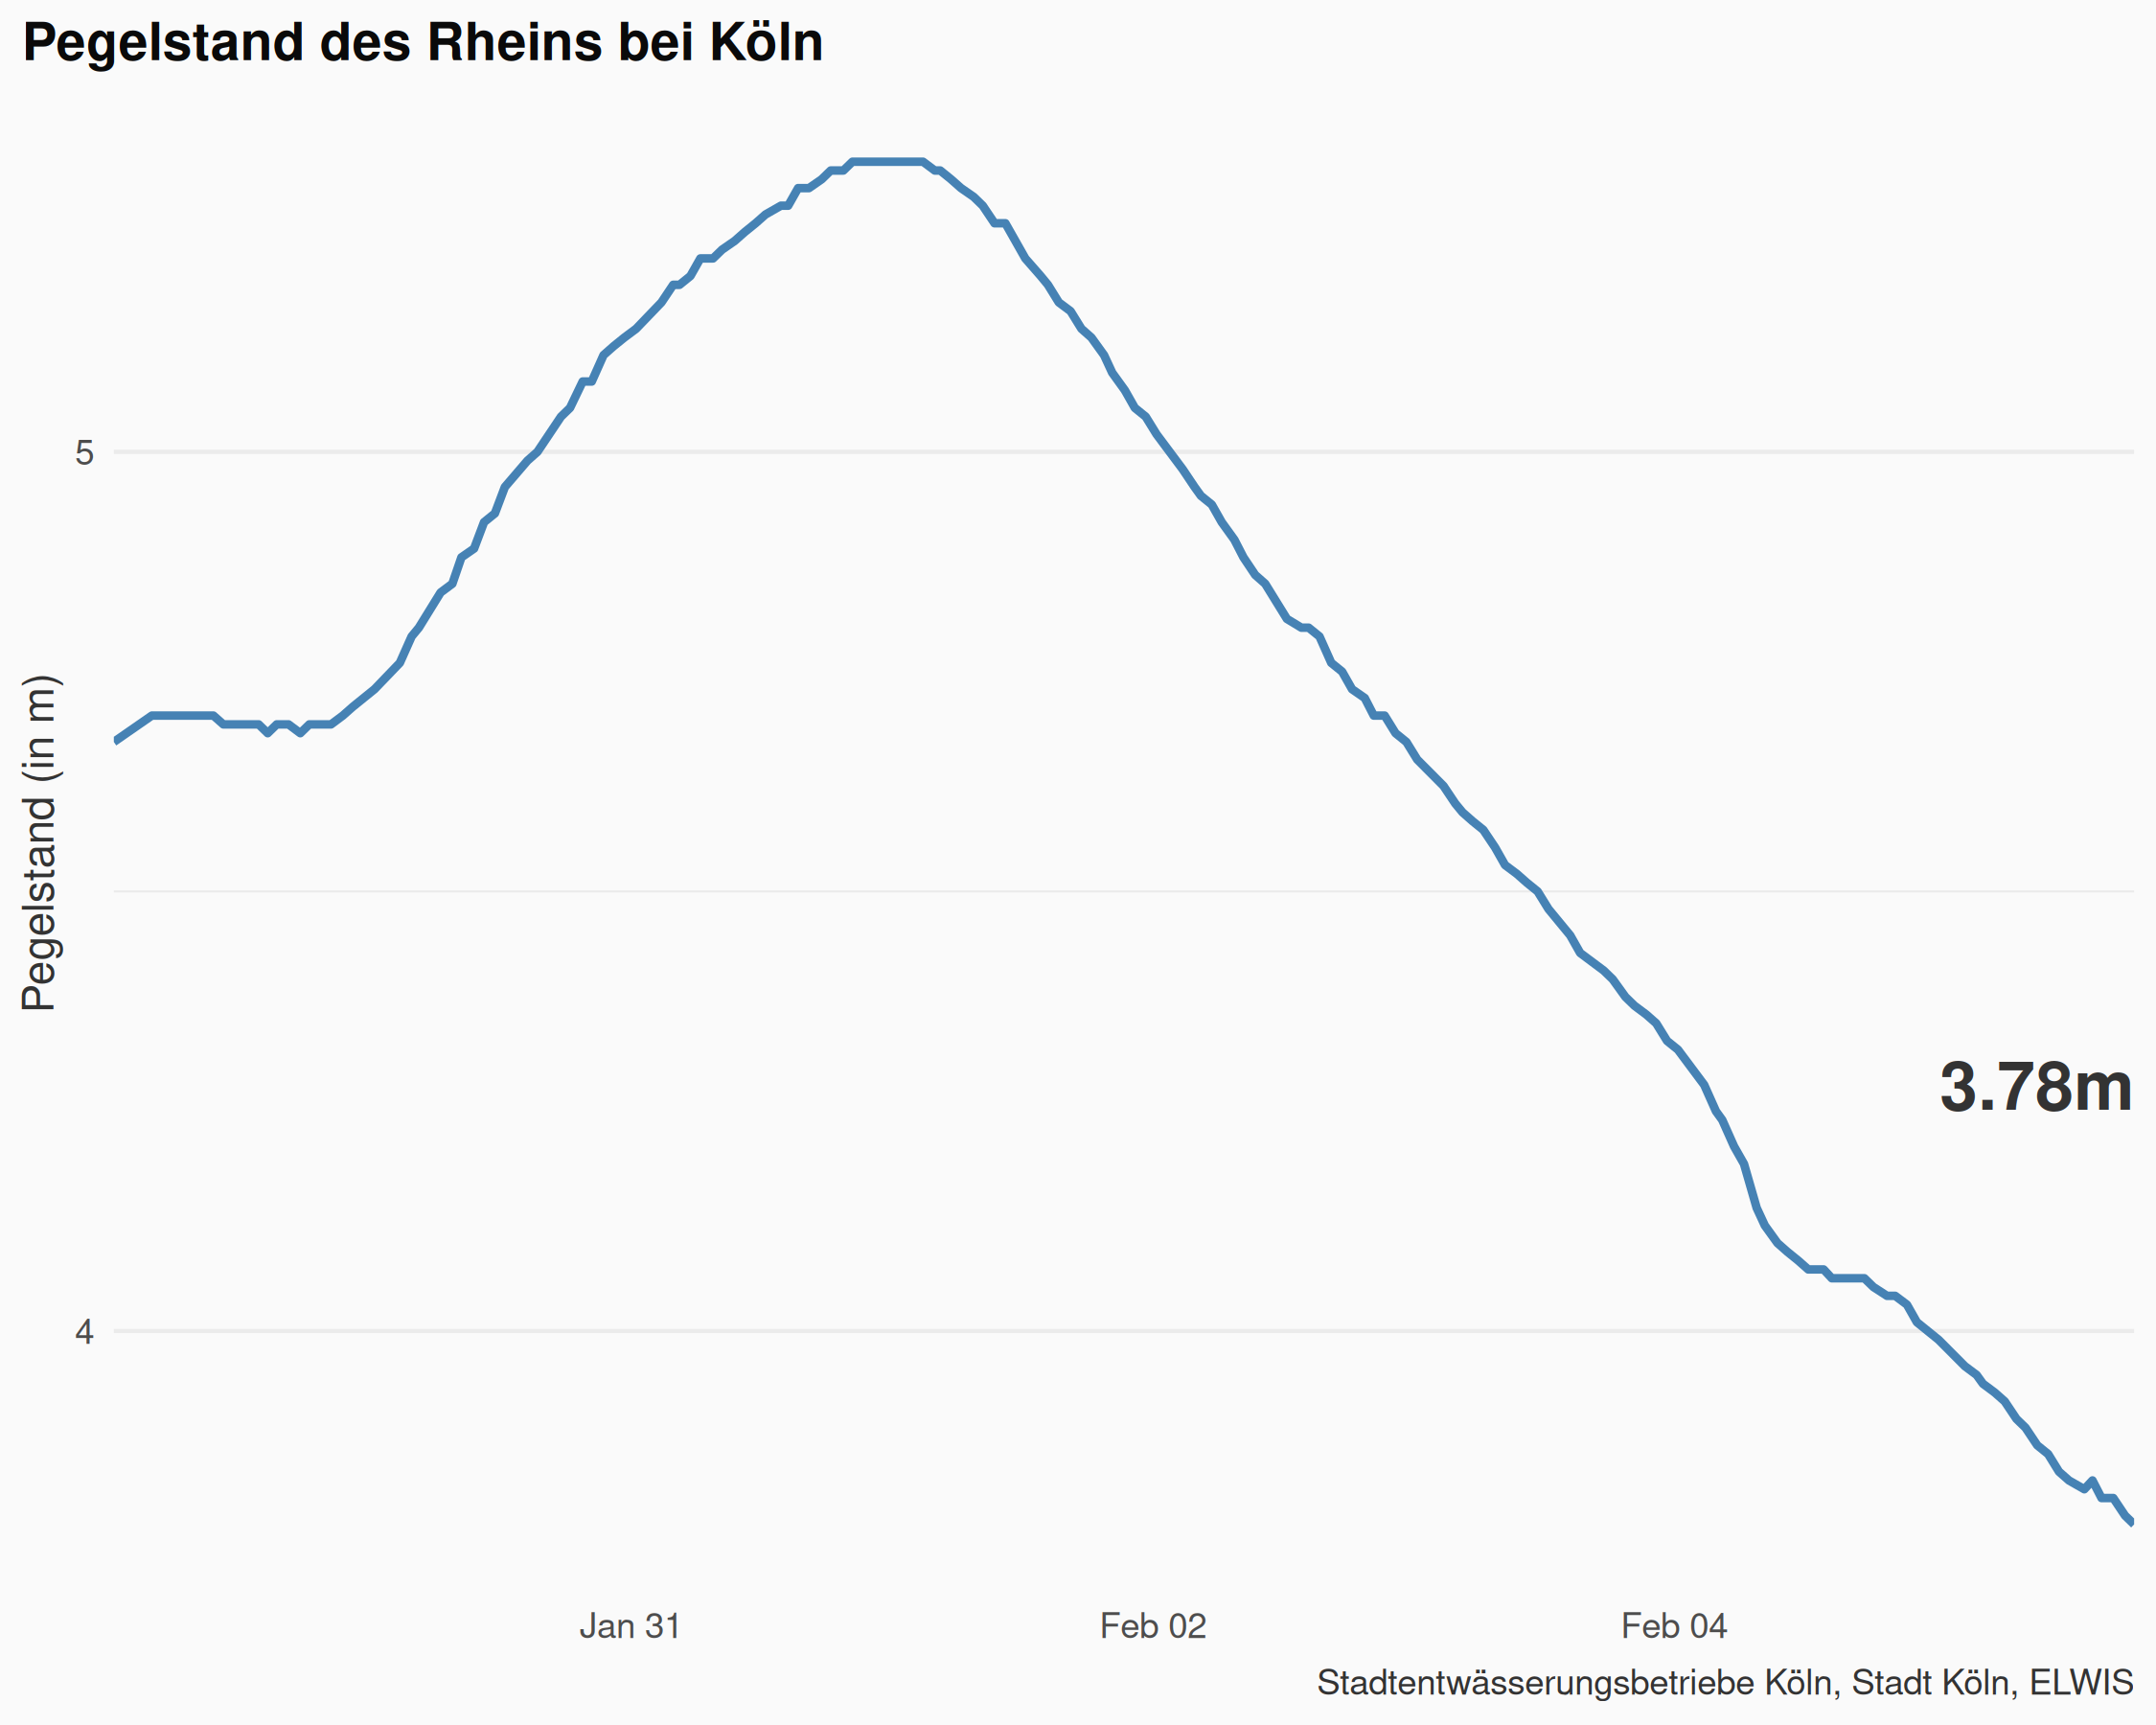 Pegelstand des Rheins bei Köln
Pegelstand (in m)
5
4
3.78m
Jan 31
Feb 02
Feb 04
Stadtentwässerungsbetriebe Köln, Stadt Köln, ELWIS